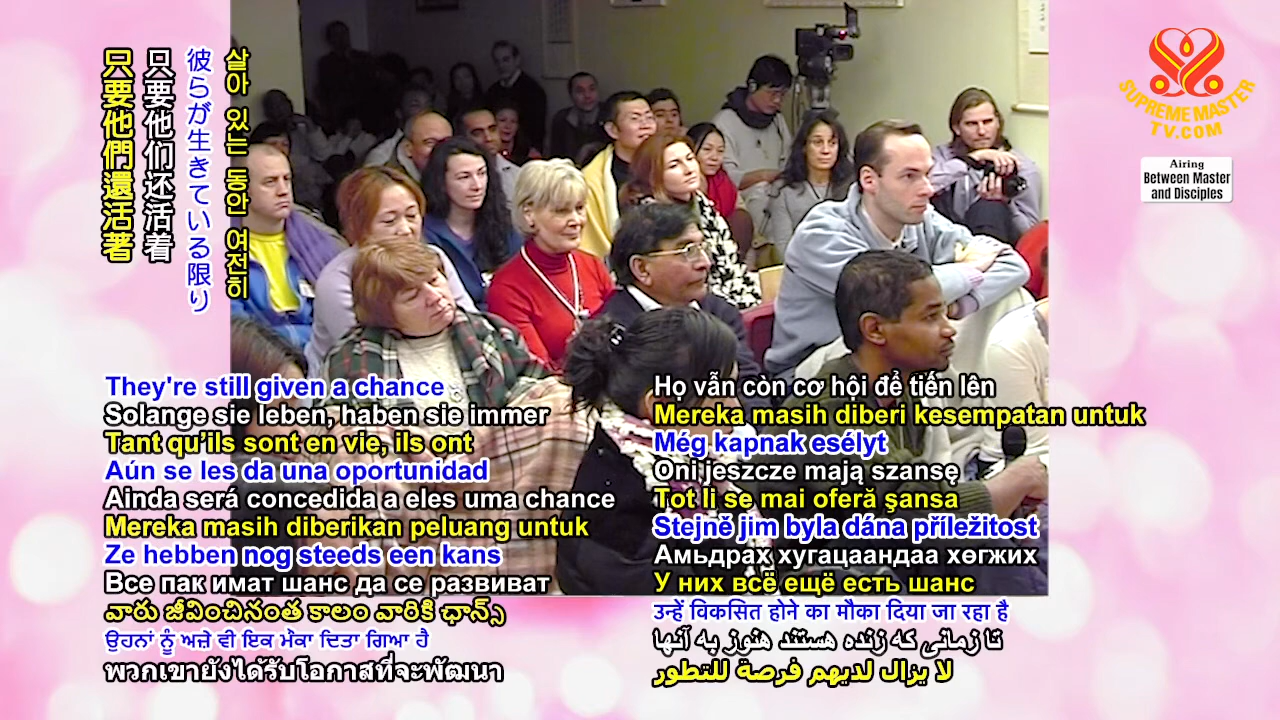 只要他們還活著
只要他们还活着
彼らが生きている限り
살아 있는 동안 여전히
SUPREME MASTER
TV.COM
Airing
Between Master
and Disciples
They're still given a chance
Solange sie leben, haben sie immer
Tant qu’ils sont en vie, ils ont
Aún se les da una oportunidad
Ainda será concedida a eles uma chance
Mereka masih diberikan peluang untuk
Ze hebben nog steeds een kans
Все пак имат шанс да се развиват
వారు జీవించినంత కాలం వారికి ఛాన్స్
ਉਹਨਾਂ ਨੂੰ ਅਜੇ ਵੀ ਇਕ ਮੌਕਾ ਦਿਤਾ ਗਿਆ ਹੈ
พวกเขายังได้รับโอกาสที่จะพัฒนา
Họ vẫn còn cơ hội để tiến lên
Mereka masih diberi kesempatan untuk
Még kapnak esélyt
Oni jeszcze mają szansę
Tot li se mai oferă şansa
Stejně jim byla dána příležitost
Амьдрах хугацаандаа хөгжих
У них всё ещё есть шанс
उन्हें विकसित होने का मौका दिया जा रहा है
تا زمانی که زنده هستند هنوز به آنها
لا يزال لديهم فرصة للتطور